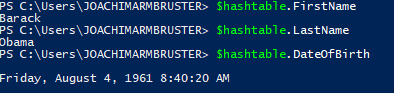 PS C:\Users\JOACHIMARMBRUSTER> $hashtable.FirstName
Barack
PS C:\Users\JOACHIMARMBRUSTER> $hashtable.LastName
Obama
PS C:\Users\JOACHIMARMBRUSTER> $hashtable.DateOfBirth
Friday, August 4, 1961 8:40:20 AM